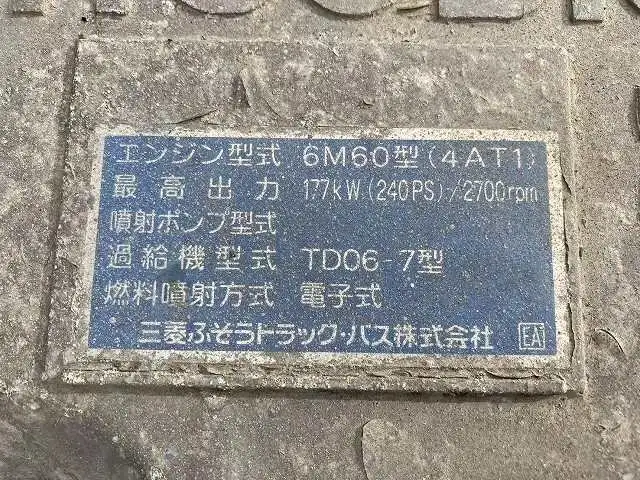 エンジン型式 6M60型(4AT1)
最高出力 177kW(240PS)/2700rpm
噴射ポンプ型式
過給機型式 TD06-7型
燃料噴射方式 電子式
三菱ふそうトラック・バス株式会社 EA